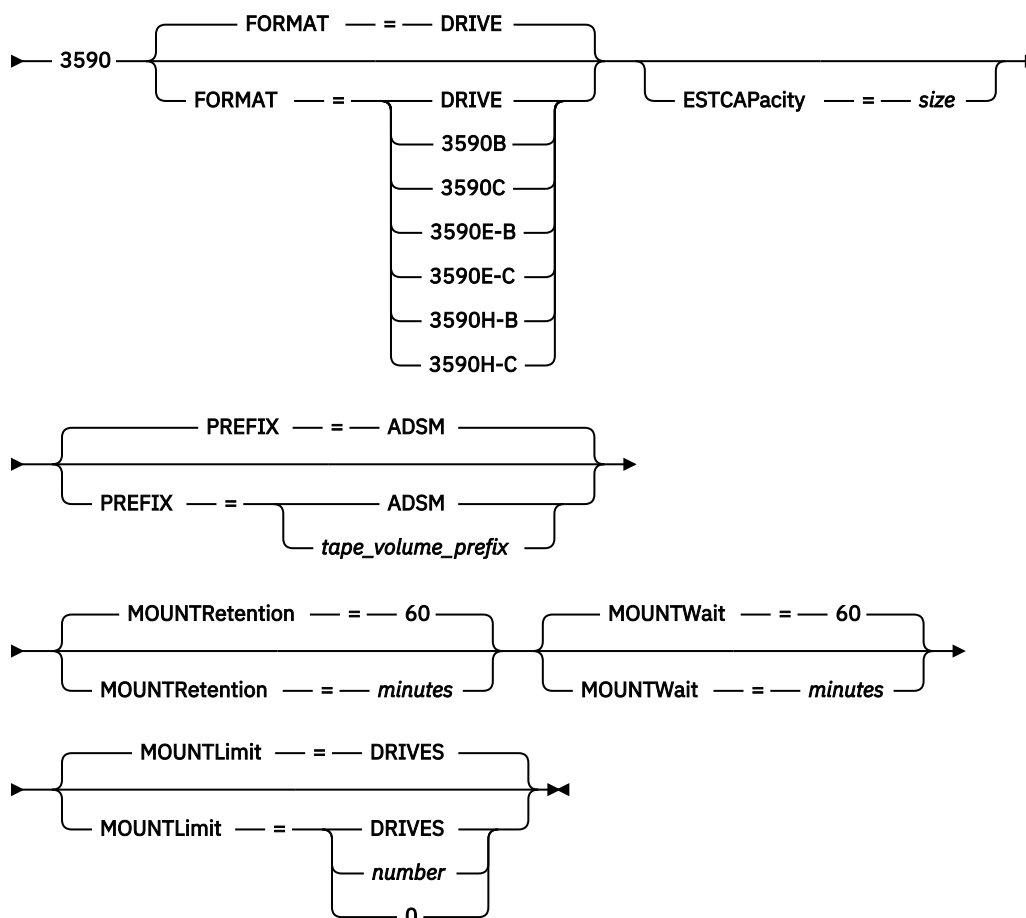 FORMAT = DRIVE
3590
FORMAT = DRIVE ESTCAPacity = size
3590B
3590C
3590E-B
3590E-C
3590H-B
3590H-C
PREFIX = ADSM
PREFIX = ADSM
tape_volume_prefix
MOUNTRetention = 60 MOUNTWait = 60
MOUNTRetention = minutes MOUNTWait = minutes
MOUNTLimit = DRIVES
MOUNTLimit = DRIVES
number
0